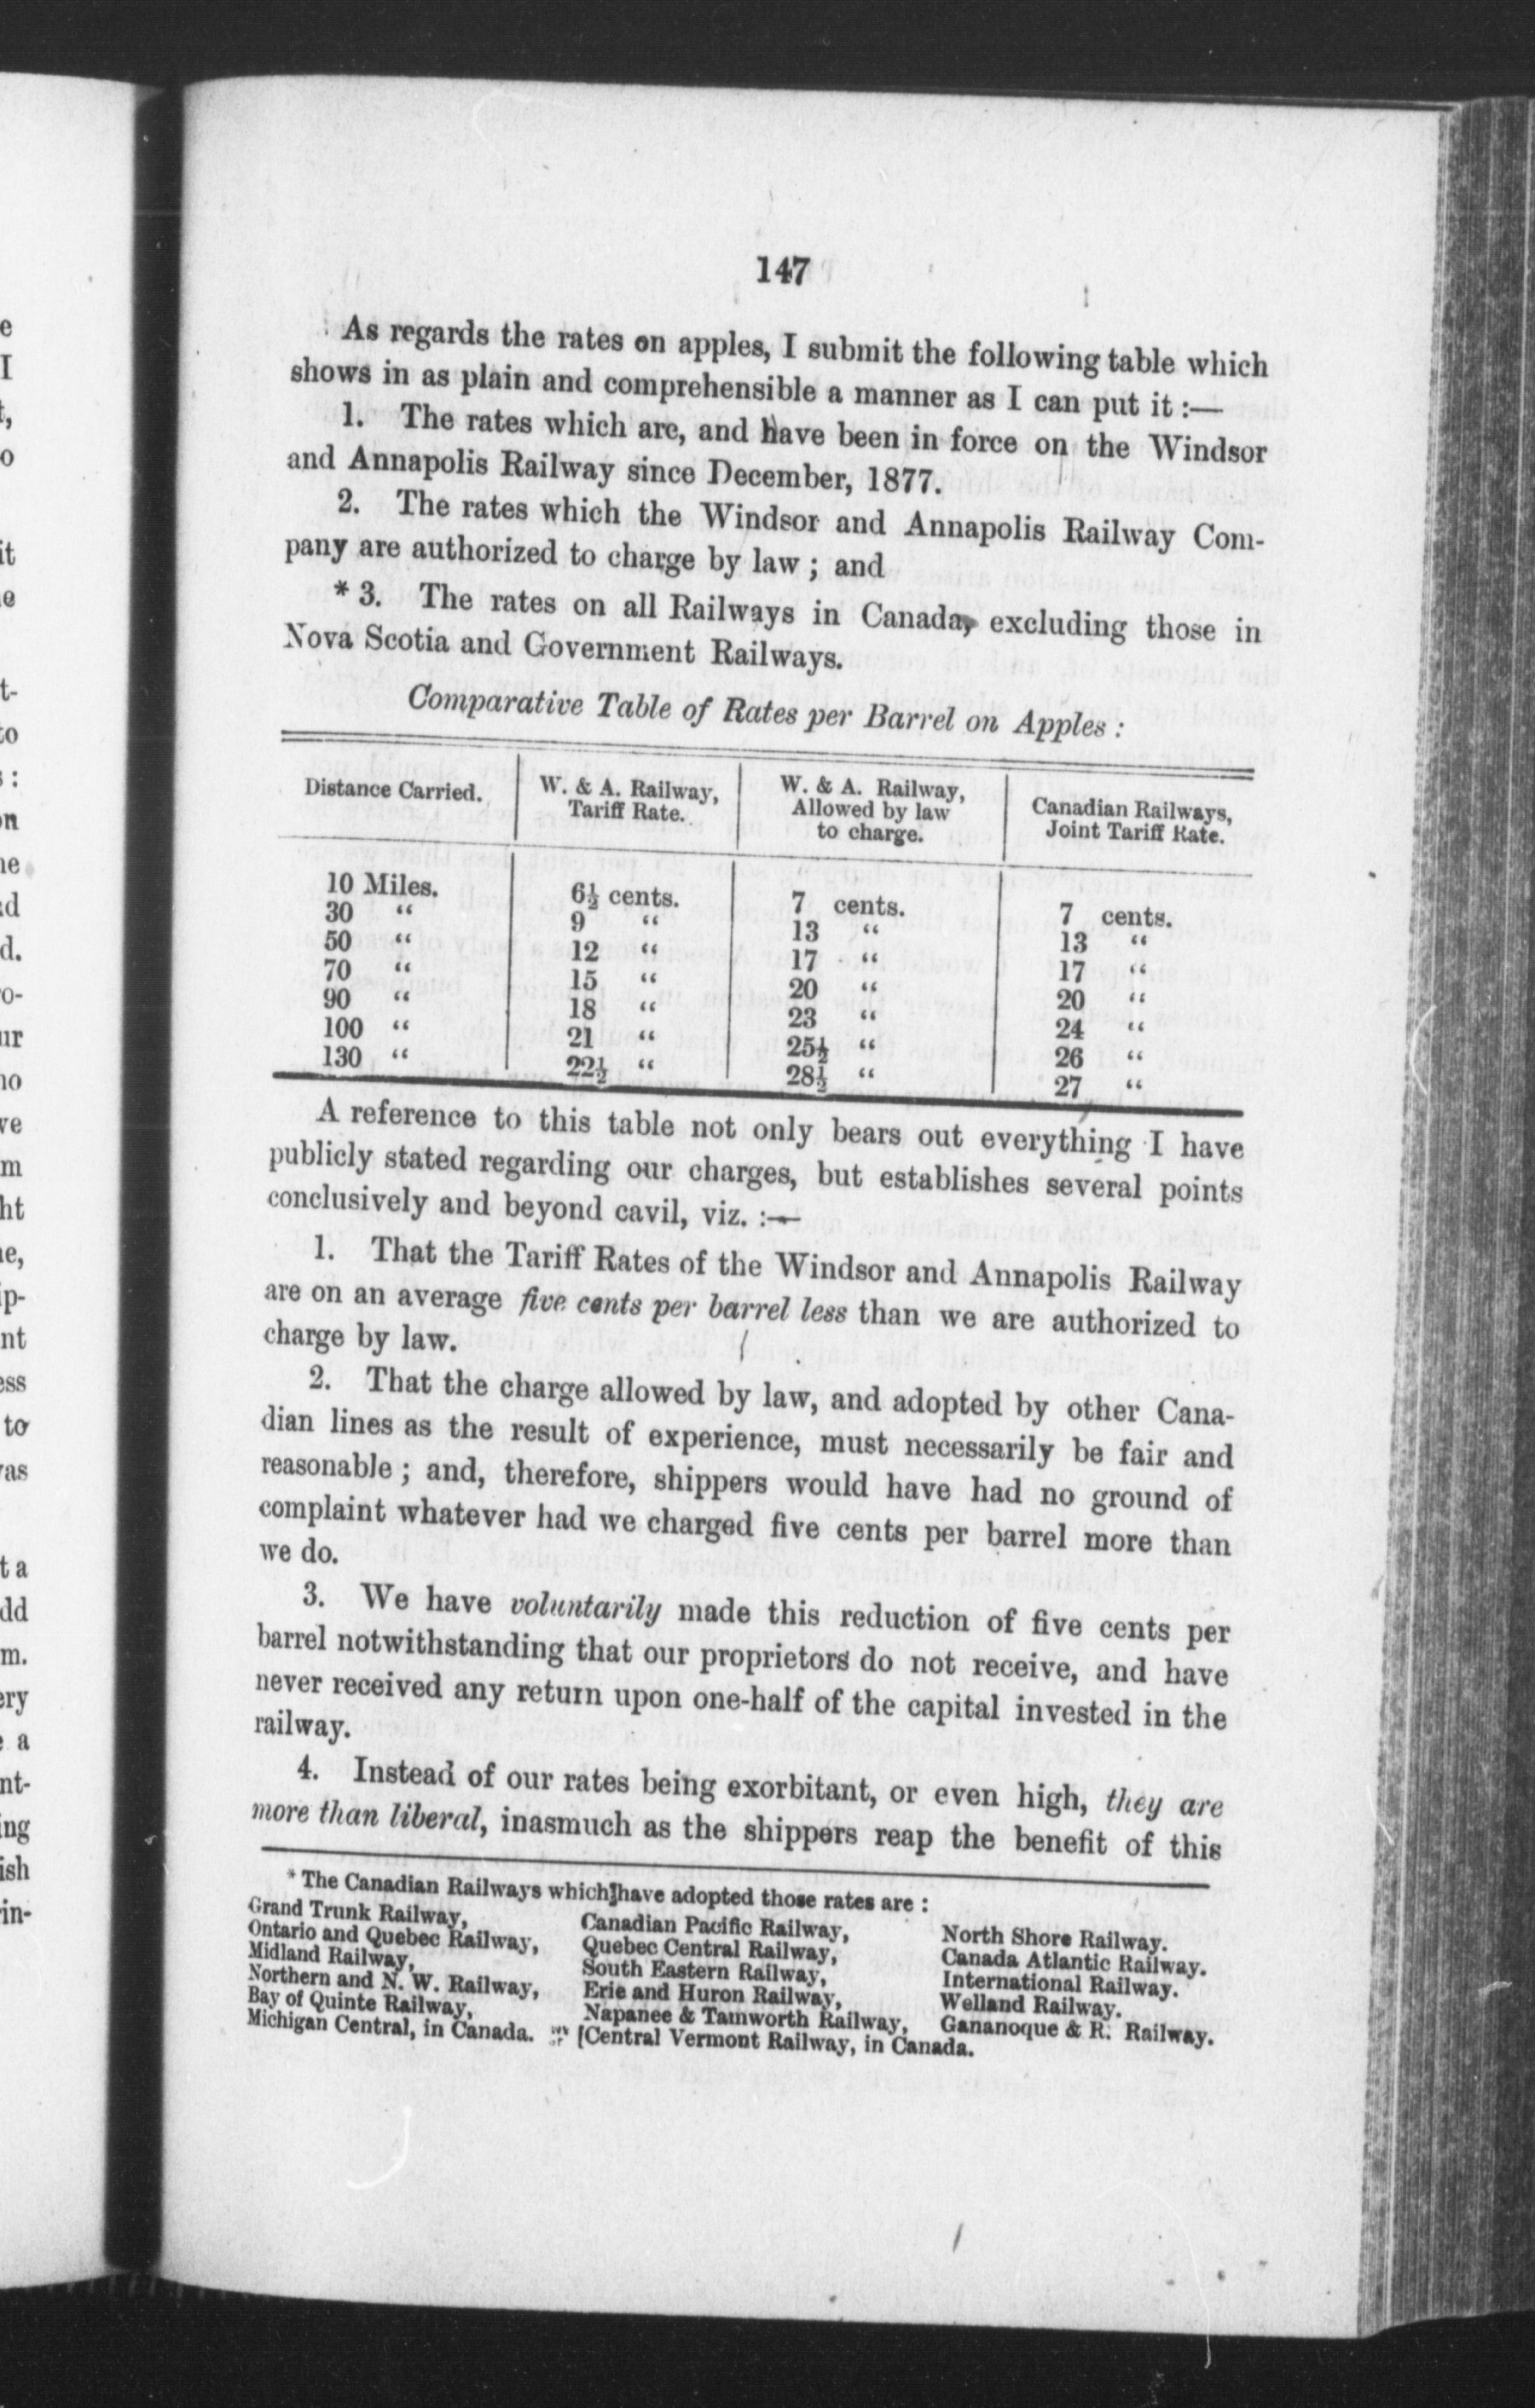 147
As regards the rates on apples, I submit the following table which
shows in as plain and comprehensible a manner as I can put it :—
1. The rates which are, and have been in force on the Windsor
and Annapolis Railway since December, 1877.
2. The rates which the Windsor and Annapolis Railway Com-
pany are authorized to charge by law ; and
* 3. The rates on all Railways in Canada, excluding those in
Nova Scotia and Government Railways.
Comparative Table of Rates per Barrel on Apples :
Distance Carried. W. & A. Railway, Tariff Rate. W. & A. Railway, Allowed by law to charge. Canadian Railways, Joint Tariff Rate.
10 Miles. 6½ cents. 7 cents. 7 cents.
30 " 9 " 13 " 13 "
50 " 12 " 17 " 17 "
70 " 15 " 20 " 20 "
90 " 18 " 23 " 24 "
100 " 21 " 25½ " 26 "
130 " 22½ " 28½ " 27 "
A reference to this table not only bears out everything I have
publicly stated regarding our charges, but establishes several points
conclusively and beyond cavil, viz. :—
1. That the Tariff Rates of the Windsor and Annapolis Railway
are on an average five cents per barrel less than we are authorized to
charge by law.
2. That the charge allowed by law, and adopted by other Cana-
dian lines as the result of experience, must necessarily be fair and
reasonable ; and, therefore, shippers would have had no ground of
complaint whatever had we charged five cents per barrel more than
we do.
3. We have voluntarily made this reduction of five cents per
barrel notwithstanding that our proprietors do not receive, and have
never received any return upon one-half of the capital invested in the
railway.
4. Instead of our rates being exorbitant, or even high, they are
more than liberal, inasmuch as the shippers reap the benefit of this
* The Canadian Railways which have adopted those rates are :
Grand Trunk Railway, Canadian Pacific Railway, North Shore Railway.
Ontario and Quebec Railway, Quebec Central Railway, Canada Atlantic Railway.
Midland Railway, South Eastern Railway, International Railway.
Northern and N. W. Railway, Erie and Huron Railway, Welland Railway.
Bay of Quinte Railway, Napanee & Tamworth Railway, Gananoque & R. Railway.
Michigan Central, in Canada. [Central Vermont Railway, in Canada.